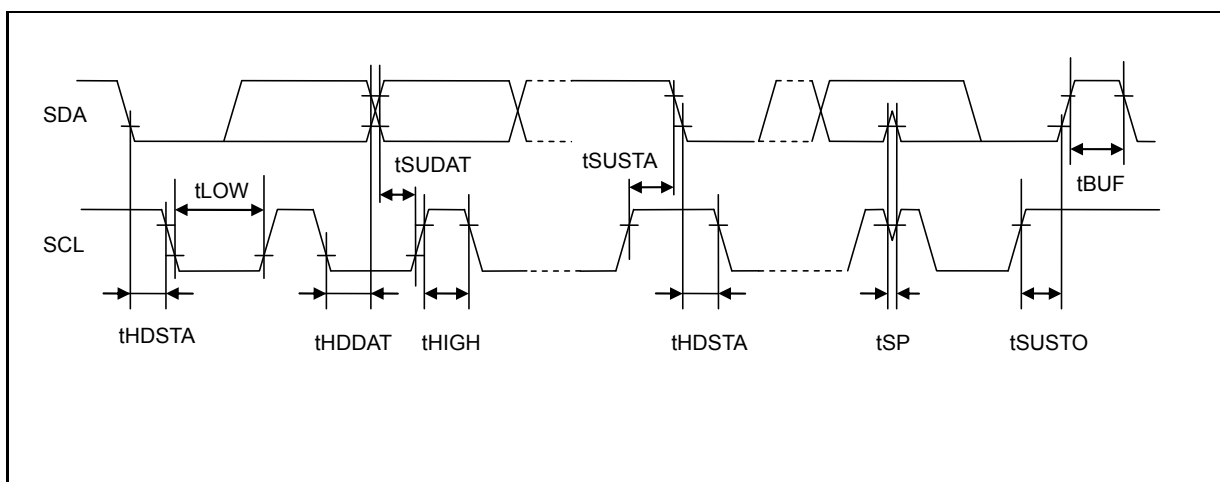 SDA
tSUDAT
tSUSTA
tLOW
tBUF
SCL
tHDSTA
tHDDAT
tHIGH
tHDSTA
tSP
tSUSTO